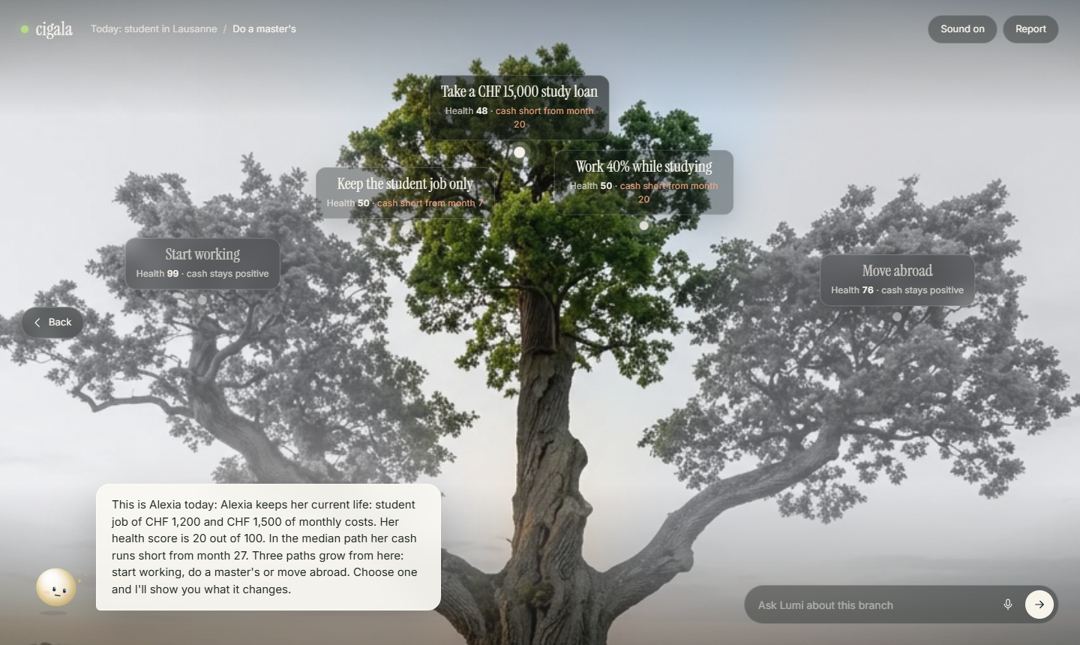 cigala
Today: student in Lausanne / Do a master's
Sound on
Report
Take a CHF 15,000 study loan
Health 48 · cash short from month
20
Work 40% while studying
Health 50 · cash short from month
20
Keep the student job only
Health 50 · cash short from month 7
Start working
Health 99 · cash stays positive
Move abroad
Health 76 · cash stays positive
Back
This is Alexia today: Alexia keeps her current life: student
job of CHF 1,200 and CHF 1,500 of monthly costs. Her
health score is 20 out of 100. In the median path her cash
runs short from month 27. Three paths grow from here:
start working, do a master's or move abroad. Choose one
and I'll show you what it changes.
Ask Lumi about this branch